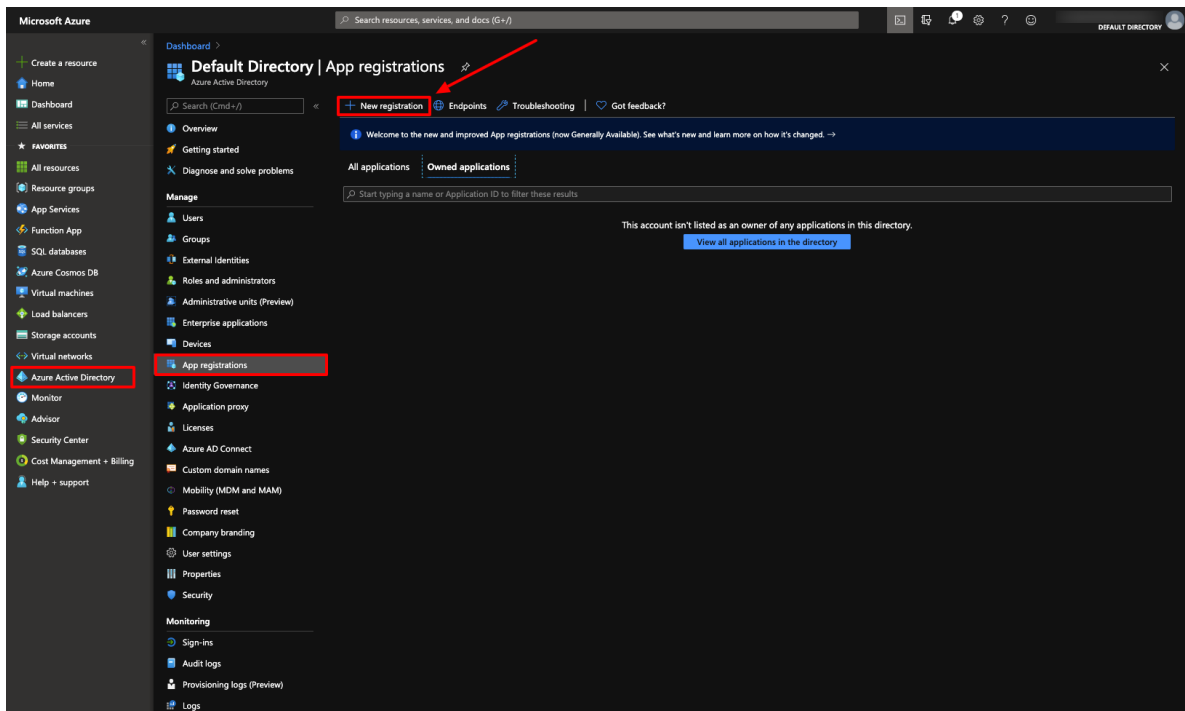 Microsoft Azure
Search resources, services, and docs (G+/)
1
DEFAULT DIRECTORY
Create a resource
Home
Dashboard
All services
FAVORITES
All resources
Resource groups
App Services
Function App
SQL databases
Azure Cosmos DB
Virtual machines
Load balancers
Storage accounts
Virtual networks
Azure Active Directory
Monitor
Advisor
Security Center
Cost Management + Billing
Help + support
Dashboard >
Default Directory | App registrations
Azure Active Directory
Search (Cmd+/)
Overview
Getting started
Diagnose and solve problems
Manage
Users
Groups
External Identities
Roles and administrators
Administrative units (Preview)
Enterprise applications
Devices
App registrations
Identity Governance
Application proxy
Licenses
Azure AD Connect
Custom domain names
Mobility (MDM and MAM)
Password reset
Company branding
User settings
Properties
Security
Monitoring
Sign-ins
Audit logs
Provisioning logs (Preview)
Logs
New registration Endpoints Troubleshooting Got feedback?
Welcome to the new and improved App registrations (now Generally Available). See what's new and learn more on how it's changed. →
All applications Owned applications
Start typing a name or Application ID to filter these results
This account isn't listed as an owner of any applications in this directory.
View all applications in the directory